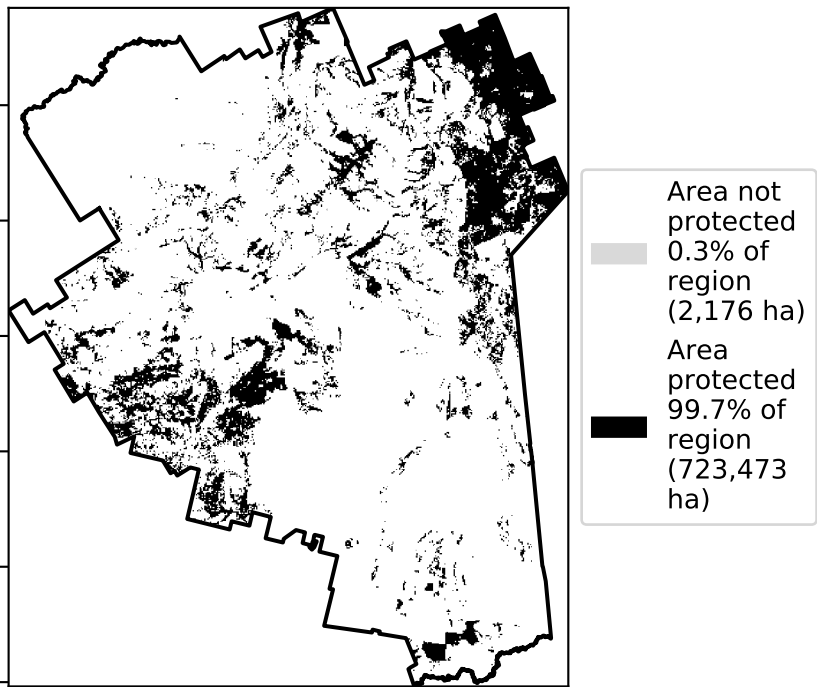 Area not
protected
0.3% of
region
(2,176 ha)
Area
protected
99.7% of
region
(723,473
ha)